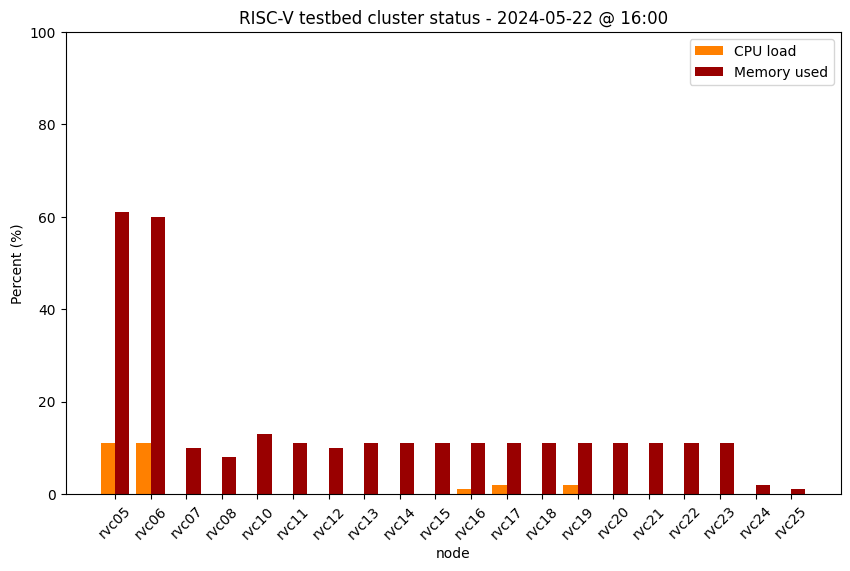 RISC-V testbed cluster status - 2024-05-22 @ 16:00
CPU load
Memory used
Percent (%)
100
80
60
40
20
0
rvc05 rvc06 rvc07 rvc08 rvc10 rvc11 rvc12 rvc13 rvc14 rvc15 rvc16 rvc17 rvc18 rvc19 rvc20 rvc21 rvc22 rvc23 rvc24 rvc25
node